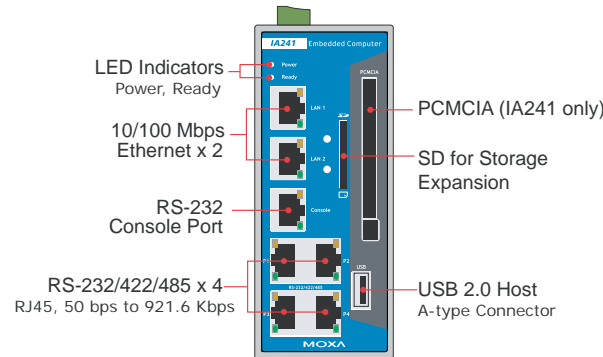 IA241 Embedded Computer
Power
Ready
PCMCIA
LAN 1
LAN 2
Console
P1
P2
RS-232/422/485
USB
P3
P4
MOXA
LED Indicators
Power, Ready
10/100 Mbps
Ethernet x 2
RS-232
Console Port
RS-232/422/485 x 4
RJ45, 50 bps to 921.6 Kbps
PCMCIA (IA241 only)
SD for Storage
Expansion
USB 2.0 Host
A-type Connector